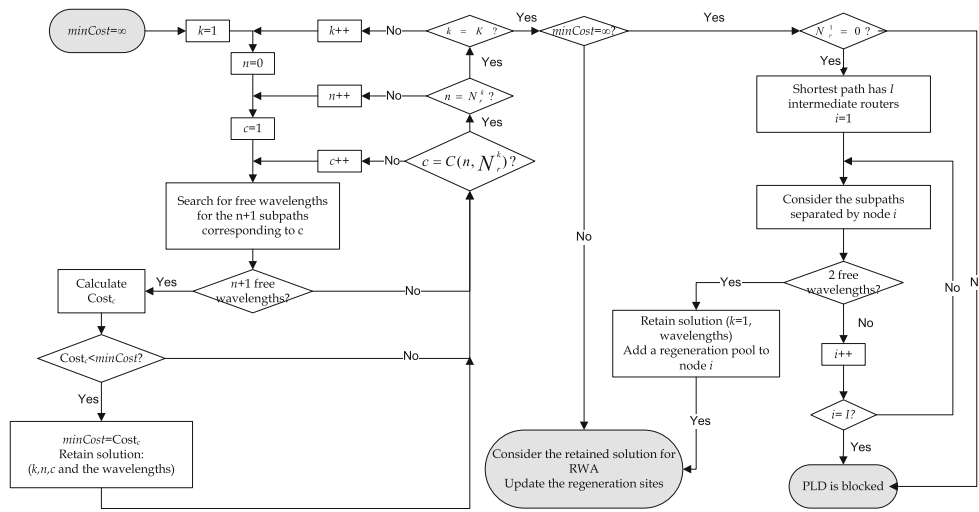 minCost=∞
k=1
k++
No
k = K ?
Yes
minCost=∞?
Yes
N_r^1 = 0 ?
n=0
Yes
Yes
n++
No
n = N_r^k ?
Shortest path has I
intermediate routers
i=1
c=1
Yes
c++
No
c = C(n, N_r^k) ?
Search for free wavelengths
for the n+1 subpaths
corresponding to c
Consider the subpaths
separated by node i
No
n+1 free
wavelengths?
Yes
No
Calculate
Cost_c
2 free
wavelengths?
Yes
No
N
Retain solution (k=1,
wavelengths)
Add a regeneration pool to
node i
No
Cost_c<minCost?
No
i++
Yes
i= I?
Yes
Yes
minCost=Cost_c
Retain solution:
(k,n,c and the wavelengths)
Consider the retained solution for
RWA
Update the regeneration sites
PLD is blocked